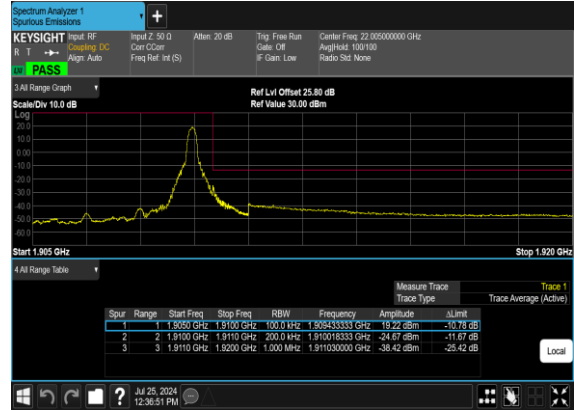 Spectrum Analyzer 1
Spurious Emissions
KEYSIGHT Input: RF Input Z: 50 Ω Atten: 20 dB Trig: Free Run Center Freq: 22.005000000 GHz
R T Coupling: DC Corr CCorr Gate: Off Avg|Hold: 100/100
Align: Auto Freq Ref: Int (S) IF Gain: Low Radio Std: None
LM PASS
3 All Range Graph
Ref Lvl Offset 25.80 dB
Scale/Div 10.0 dB Ref Value 30.00 dBm
Log
20.0
10.0
0.00
-10.0
-20.0
-30.0
-40.0
-50.0
-60.0
Start 1.905 GHz Stop 1.920 GHz
4 All Range Table
Measure Trace Trace 1
Trace Type Trace Average (Active)
Spur Range Start Freq Stop Freq RBW Frequency Amplitude ΔLimit
1 1 1.9050 GHz 1.9100 GHz 100.0 kHz 1.909433333 GHz 19.22 dBm -10.78 dB
2 2 1.9100 GHz 1.9110 GHz 200.0 kHz 1.910018333 GHz -24.67 dBm -11.67 dB
3 3 1.9110 GHz 1.9200 GHz 1.000 MHz 1.911030000 GHz -38.42 dBm -25.42 dB
Local
Jul 25, 2024
12:36:51 PM